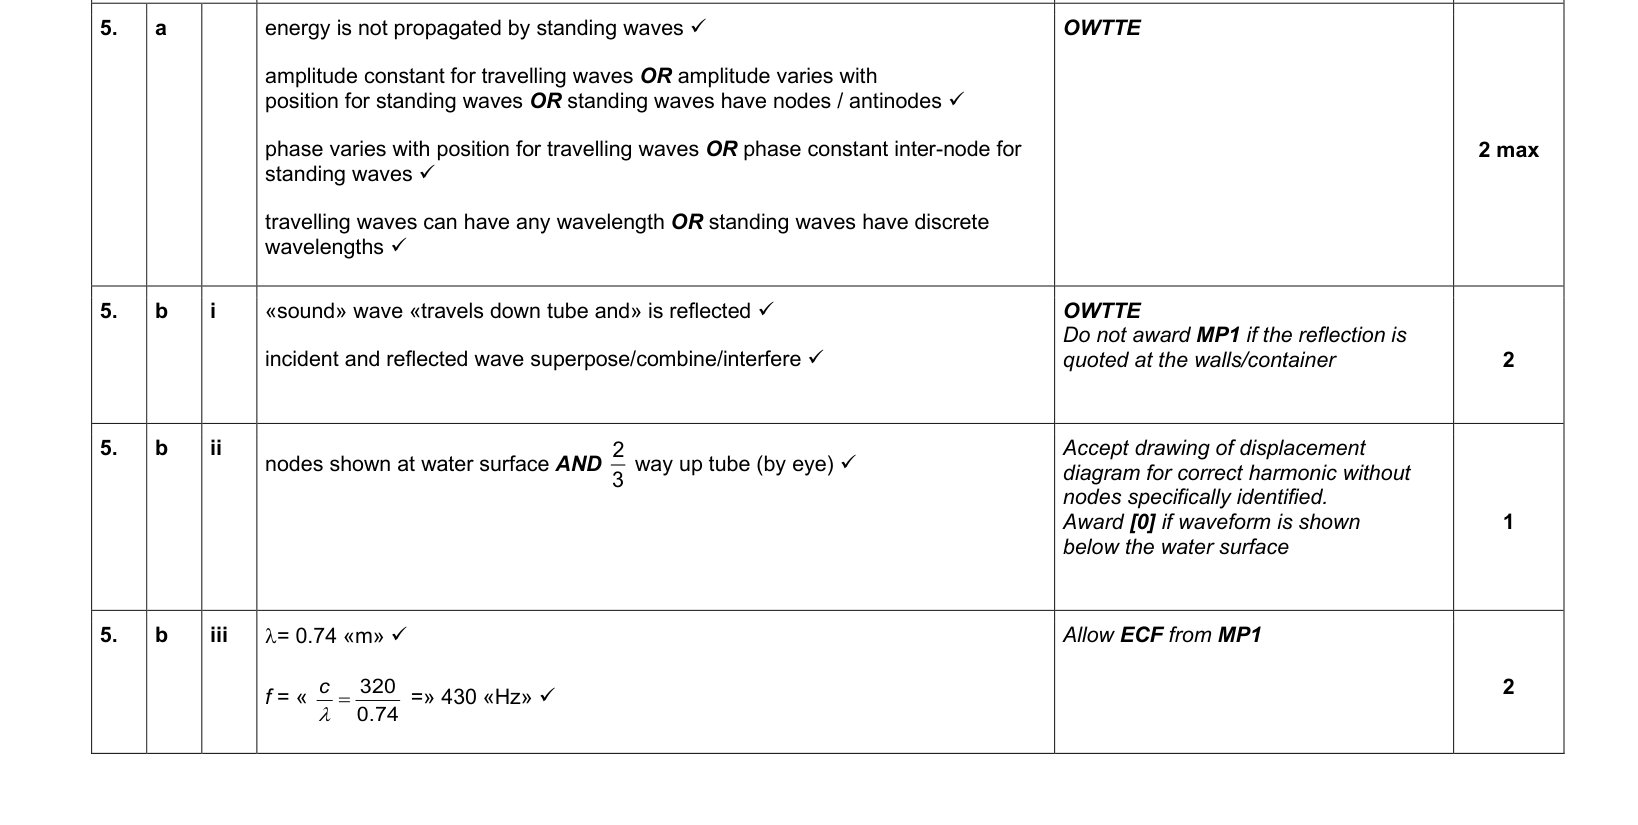 5. a energy is not propagated by standing waves ✓ OWTTE
amplitude constant for travelling waves OR amplitude varies with
position for standing waves OR standing waves have nodes / antinodes ✓
phase varies with position for travelling waves OR phase constant inter-node for
standing waves ✓
2 max
travelling waves can have any wavelength OR standing waves have discrete
wavelengths ✓
5. b i «sound» wave «travels down tube and» is reflected ✓ OWTTE
Do not award MP1 if the reflection is
quoted at the walls/container
incident and reflected wave superpose/combine/interfere ✓
2
5. b ii nodes shown at water surface AND 2/3 way up tube (by eye) ✓
Accept drawing of displacement
diagram for correct harmonic without
nodes specifically identified.
Award [0] if waveform is shown
below the water surface
1
5. b iii λ= 0.74 «m» ✓ Allow ECF from MP1
f = « c/λ = 320/0.74 =» 430 «Hz» ✓
2